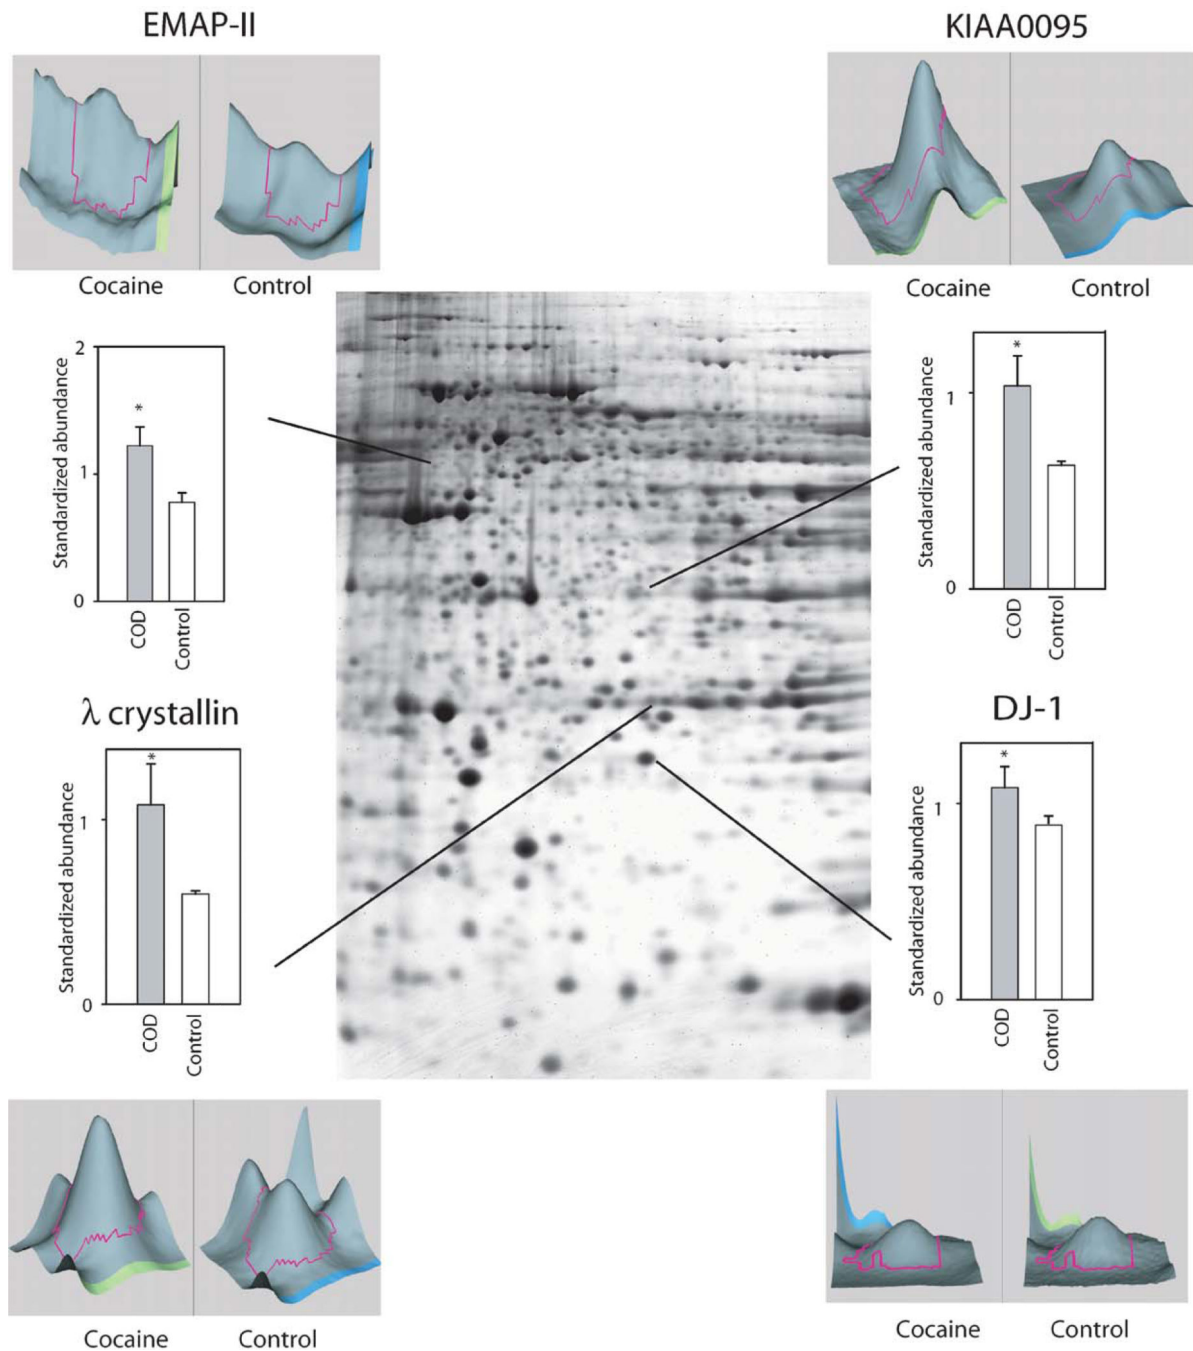 EMAP-II
KIAA0095
Cocaine
Control
Cocaine
Control
Standardized abundance
2
1
0
*
COD
Control
Standardized abundance
1
0
*
COD
Control
λ crystallin
DJ-1
Standardized abundance
1
0
*
COD
Control
Standardized abundance
1
0
*
COD
Control
Cocaine
Control
Cocaine
Control